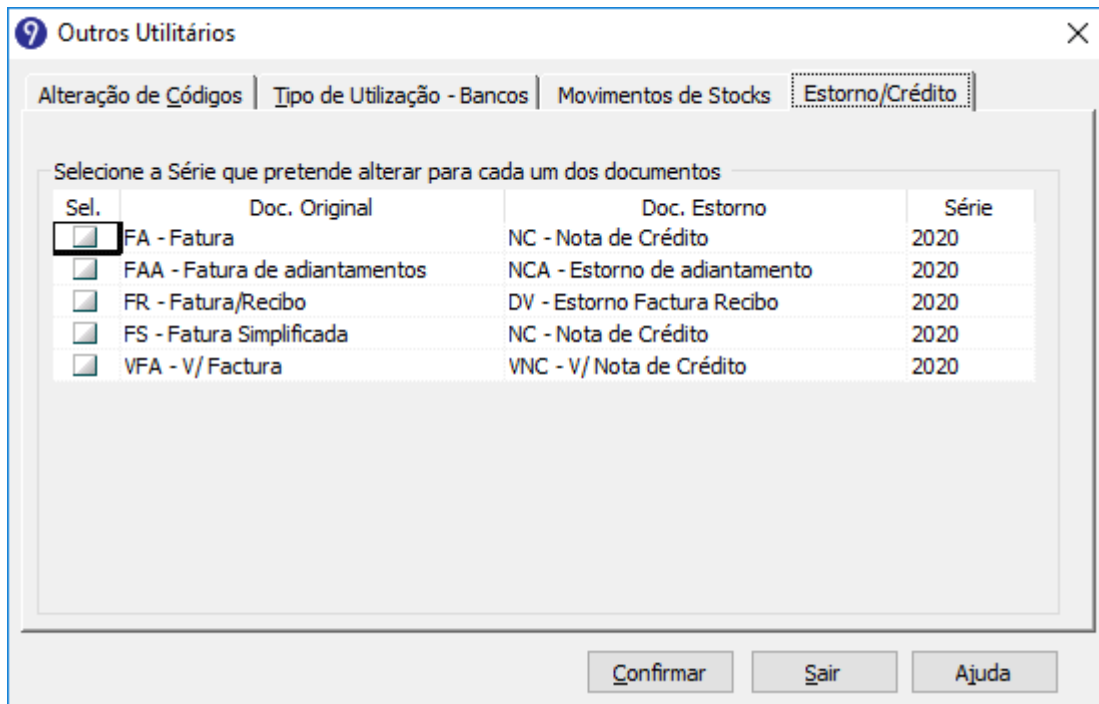 9 Outros Utilitários
Alteração de Códigos Tipo de Utilização - Bancos Movimentos de Stocks Estorno/Crédito
Selecione a Série que pretende alterar para cada um dos documentos
Sel. Doc. Original Doc. Estorno Série
FA - Fatura NC - Nota de Crédito 2020
FAA - Fatura de adiantamentos NCA - Estorno de adiantamento 2020
FR - Fatura/Recibo DV - Estorno Factura Recibo 2020
FS - Fatura Simplificada NC - Nota de Crédito 2020
VFA - V/ Factura VNC - V/ Nota de Crédito 2020
Confirmar Sair Ajuda